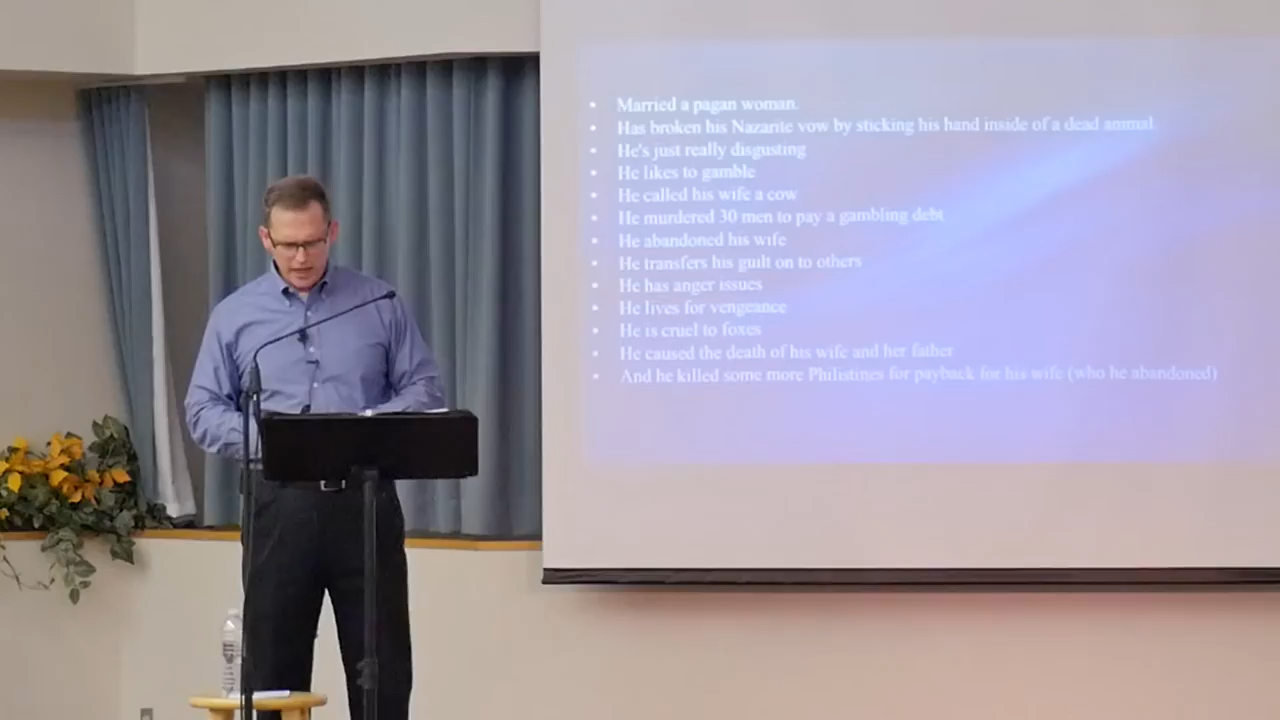 • Married a pagan woman.
• Has broken his Nazarite vow by sticking his hand inside of a dead animal
• He's just really disgusting
• He likes to gamble
• He called his wife a cow
• He murdered 30 men to pay a gambling debt
• He abandoned his wife
• He transfers his guilt on to others
• He has anger issues
• He lives for vengeance
• He is cruel to foxes
• He caused the death of his wife and her father
• And he killed some more Philistines for payback for his wife (who he abandoned)